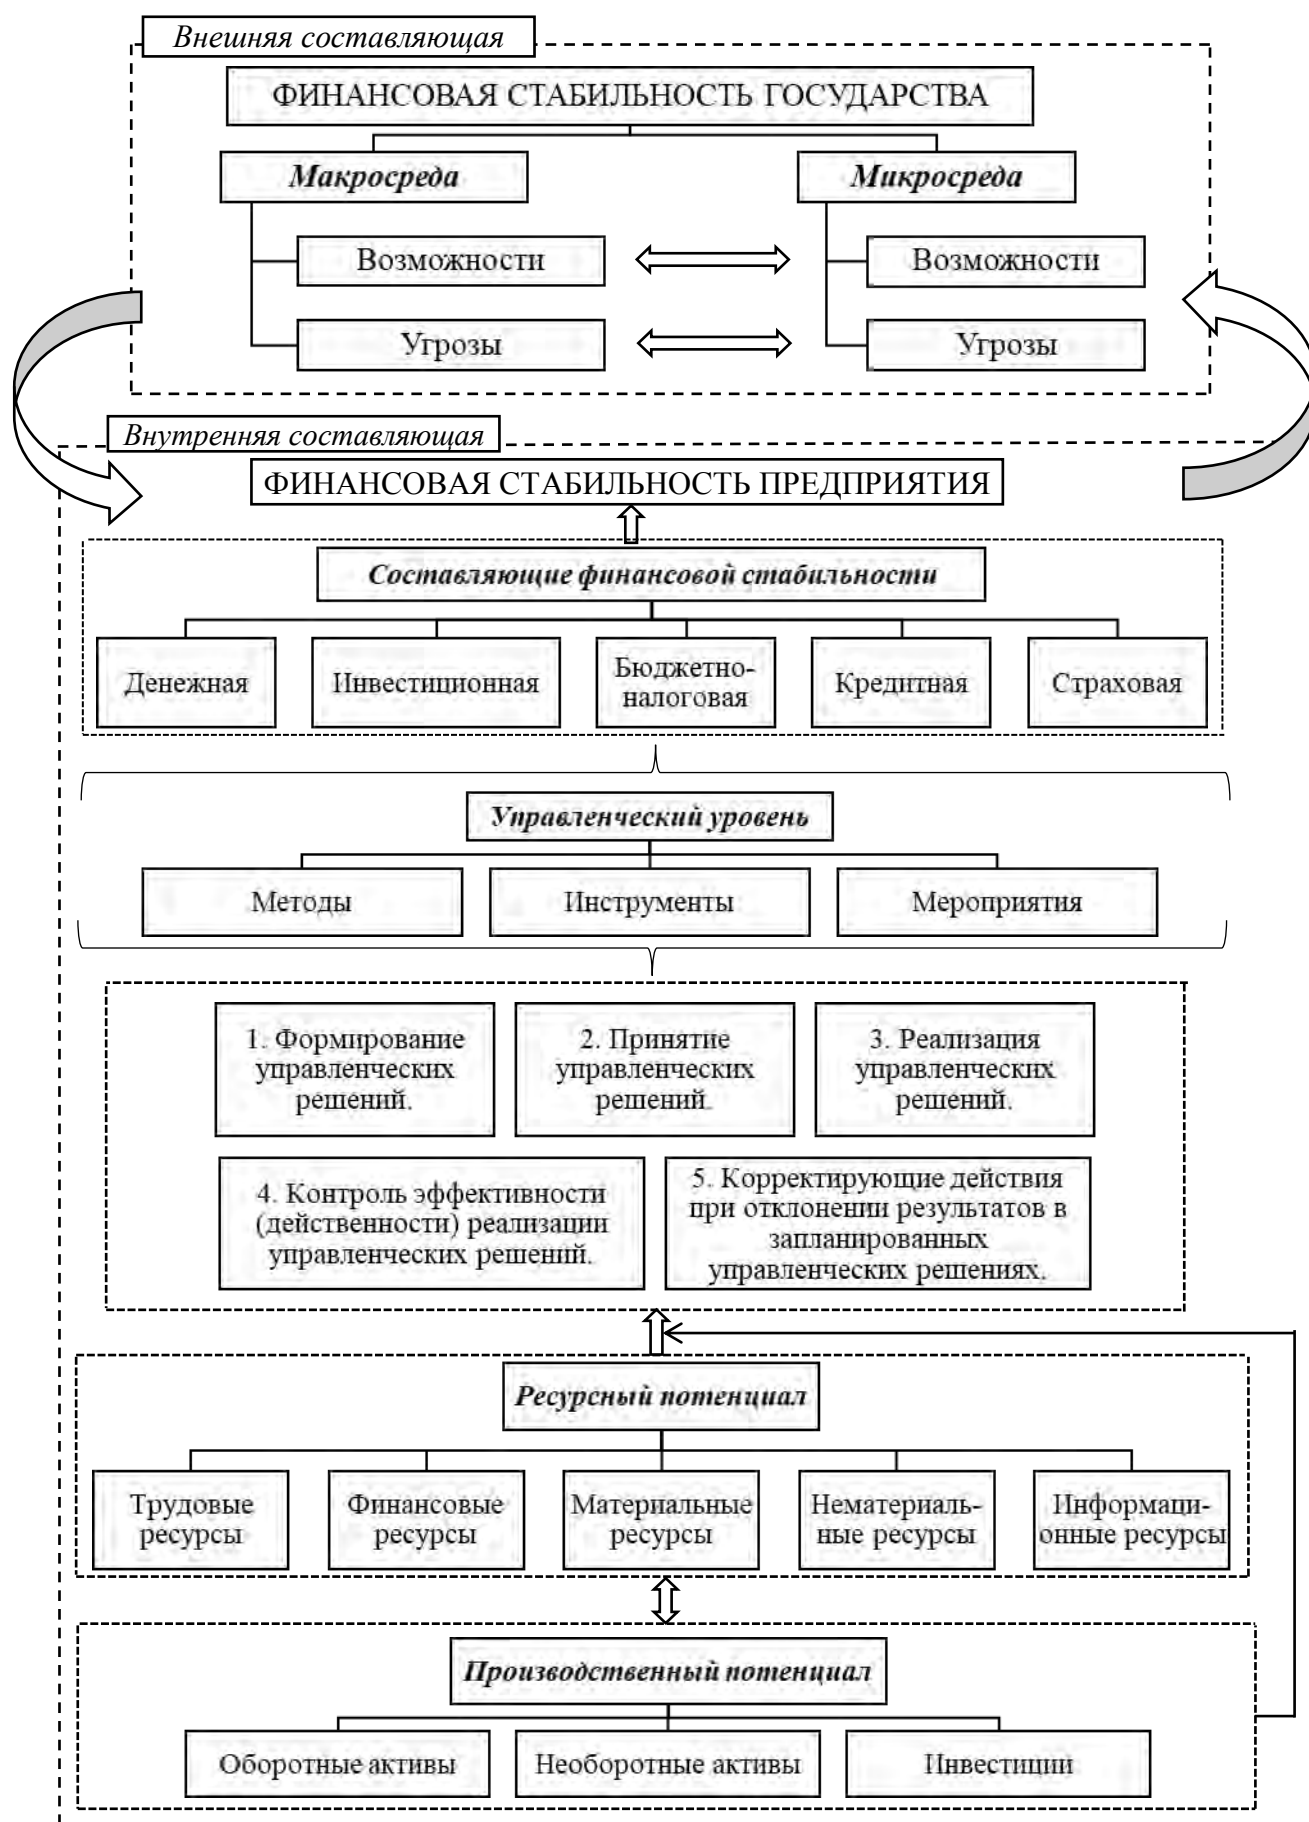 Внешняя составляющая
ФИНАНСОВАЯ СТАБИЛЬНОСТЬ ГОСУДАРСТВА
Макросреда
Микросреда
Возможности
Возможности
Угрозы
Угрозы
Внутренняя составляющая
ФИНАНСОВАЯ СТАБИЛЬНОСТЬ ПРЕДПРИЯТИЯ
Составляющие финансовой стабильности
Денежная
Инвестиционная
Бюджетно-
налоговая
Кредитная
Страховая
Управленческий уровень
Методы
Инструменты
Мероприятия
1. Формирование
управленческих
решений.
2. Принятие
управленческих
решений.
3. Реализация
управленческих
решений.
4. Контроль эффективности
(действенности) реализации
управленческих решений.
5. Корректирующие действия
при отклонении результатов в
запланированных
управленческих решениях.
Ресурсный потенциал
Трудовые
ресурсы
Финансовые
ресурсы
Материальные
ресурсы
Нематериаль-
ные ресурсы
Информаци-
онные ресурсы
Производственный потенциал
Оборотные активы
Необоротные активы
Инвестиции